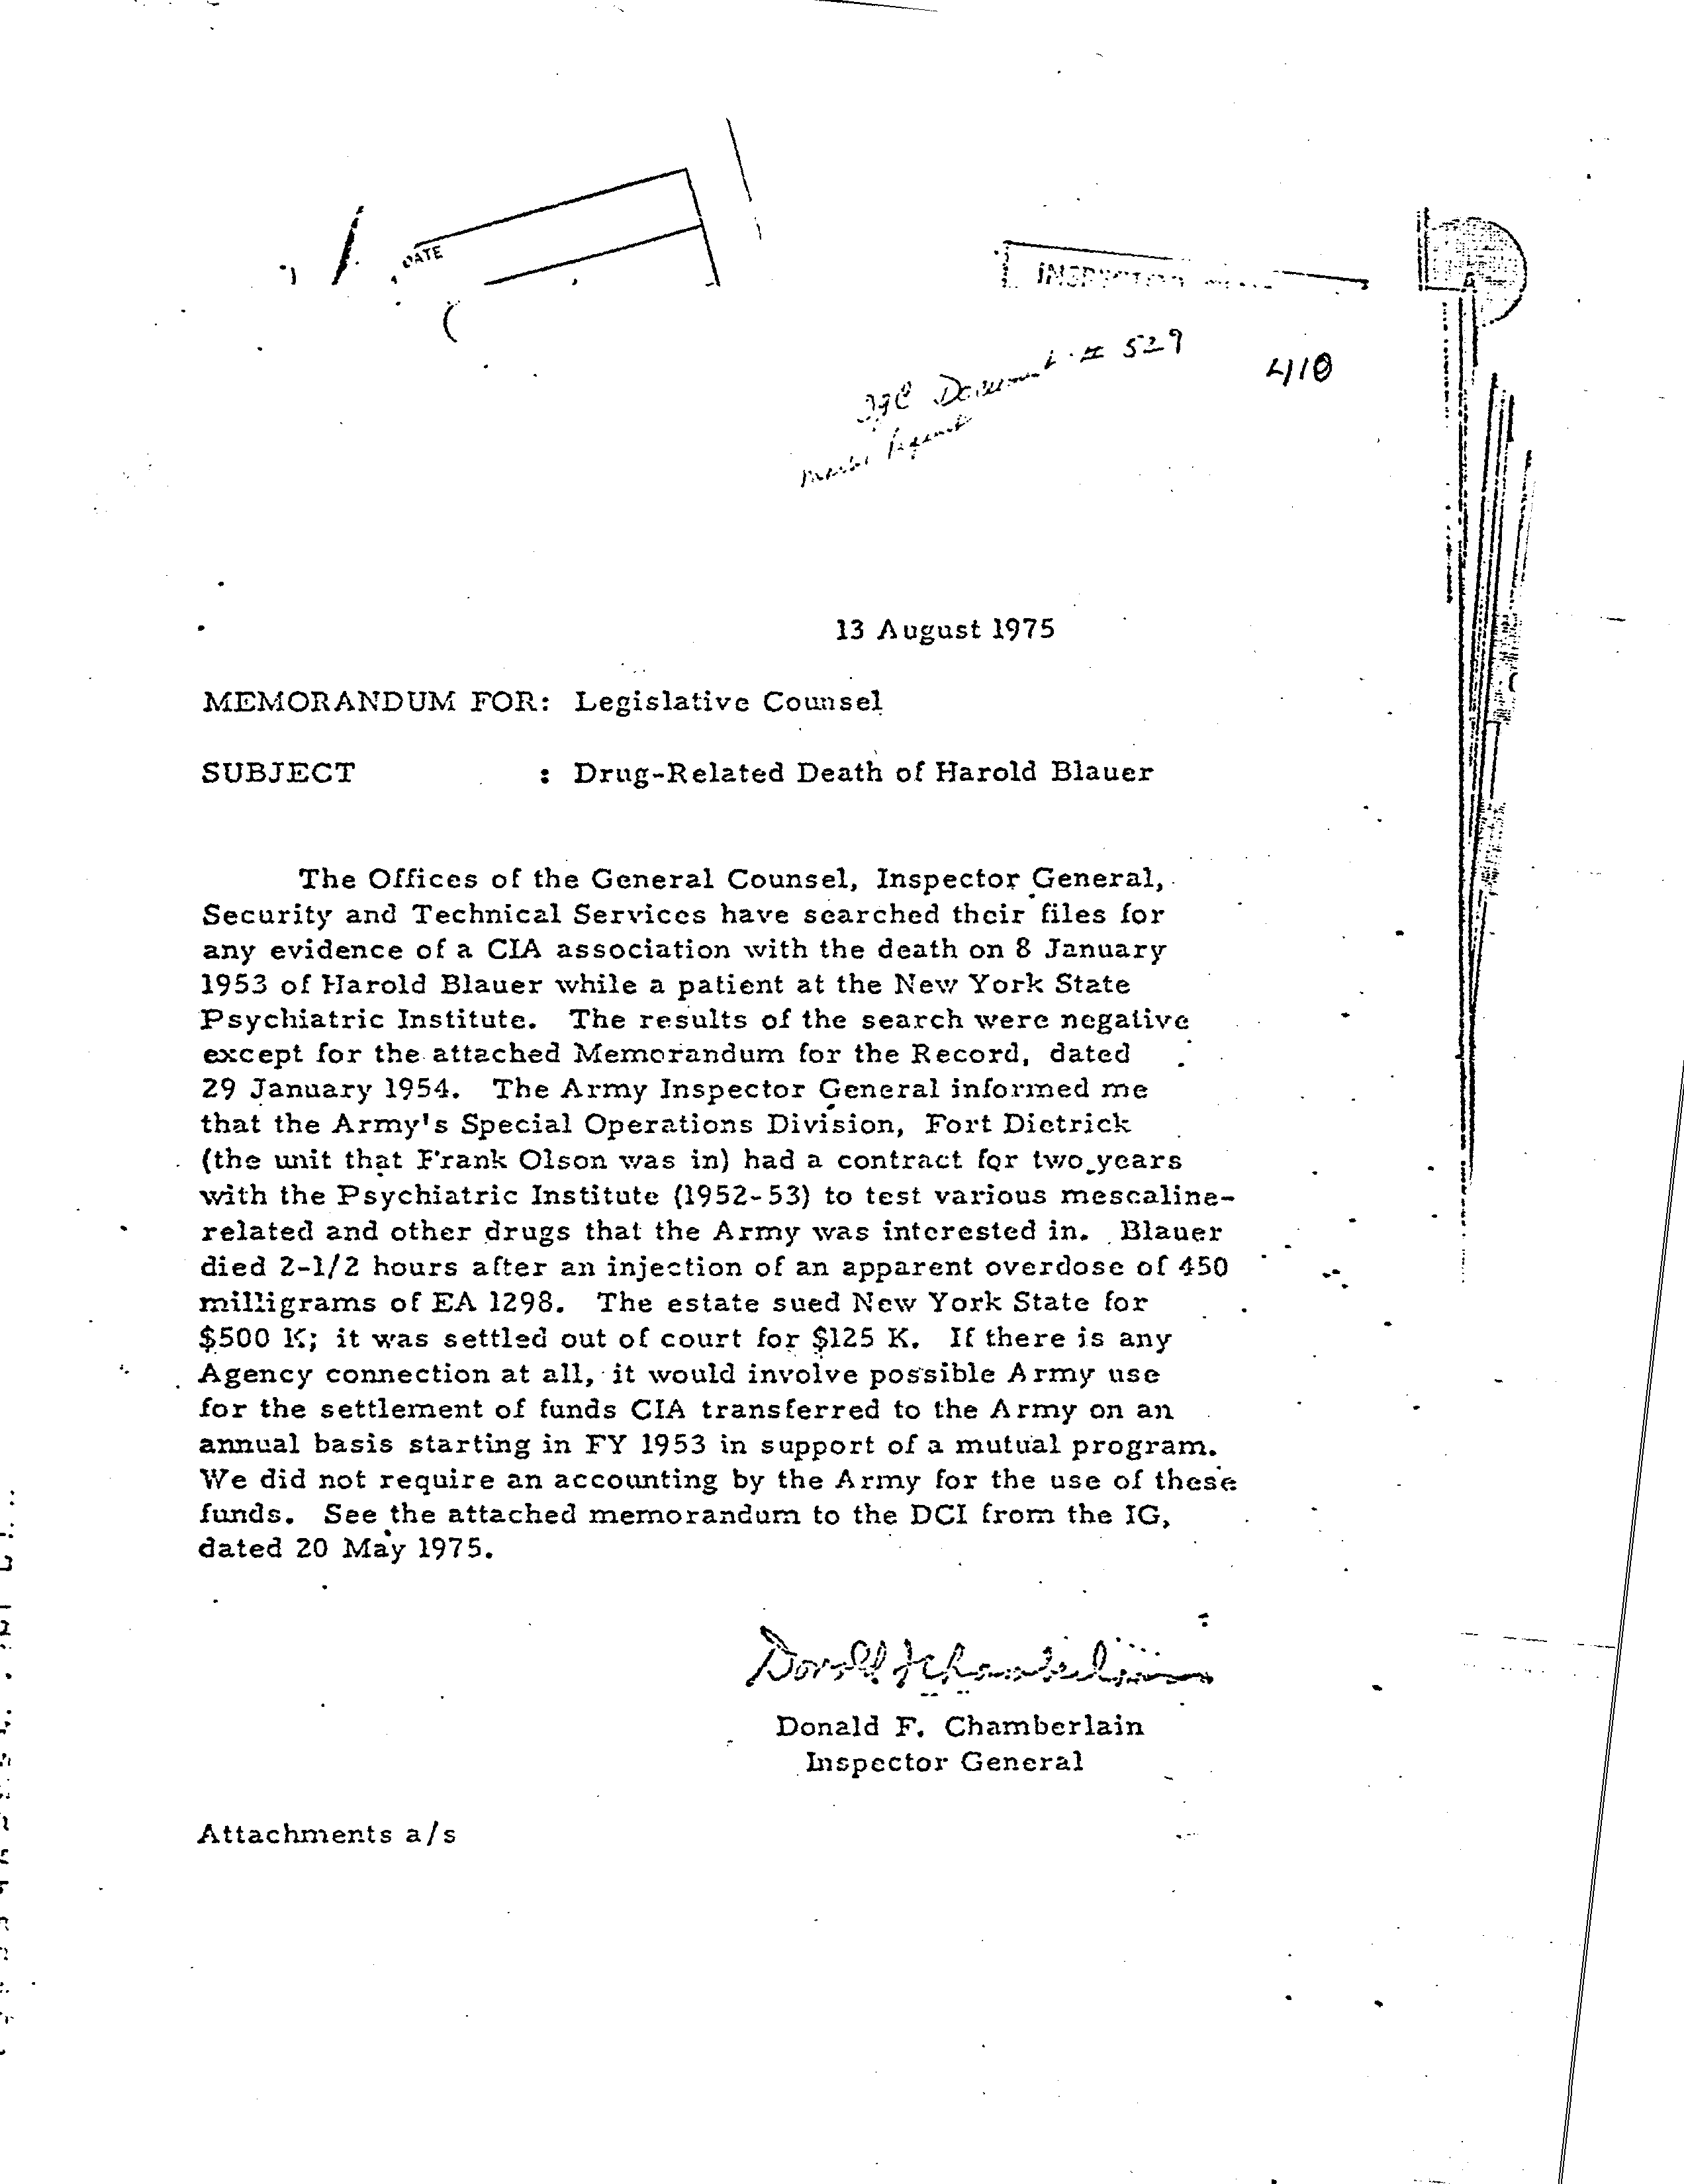 DATE
# 529
410
13 August 1975
MEMORANDUM FOR: Legislative Counsel
SUBJECT : Drug-Related Death of Harold Blauer
The Offices of the General Counsel, Inspector General,
Security and Technical Services have searched their files for
any evidence of a CIA association with the death on 8 January
1953 of Harold Blauer while a patient at the New York State
Psychiatric Institute. The results of the search were negative
except for the attached Memorandum for the Record, dated
29 January 1954. The Army Inspector General informed me
that the Army's Special Operations Division, Fort Dietrick
(the unit that Frank Olson was in) had a contract for two years
with the Psychiatric Institute (1952-53) to test various mescaline-
related and other drugs that the Army was interested in. Blauer
died 2-1/2 hours after an injection of an apparent overdose of 450
milligrams of EA 1298. The estate sued New York State for
$500 K; it was settled out of court for $125 K. If there is any
Agency connection at all, it would involve possible Army use
for the settlement of funds CIA transferred to the Army on an
annual basis starting in FY 1953 in support of a mutual program.
We did not require an accounting by the Army for the use of these
funds. See the attached memorandum to the DCI from the IG,
dated 20 May 1975.
Donald F. Chamberlain
Donald F. Chamberlain
Inspector General
Attachments a/s